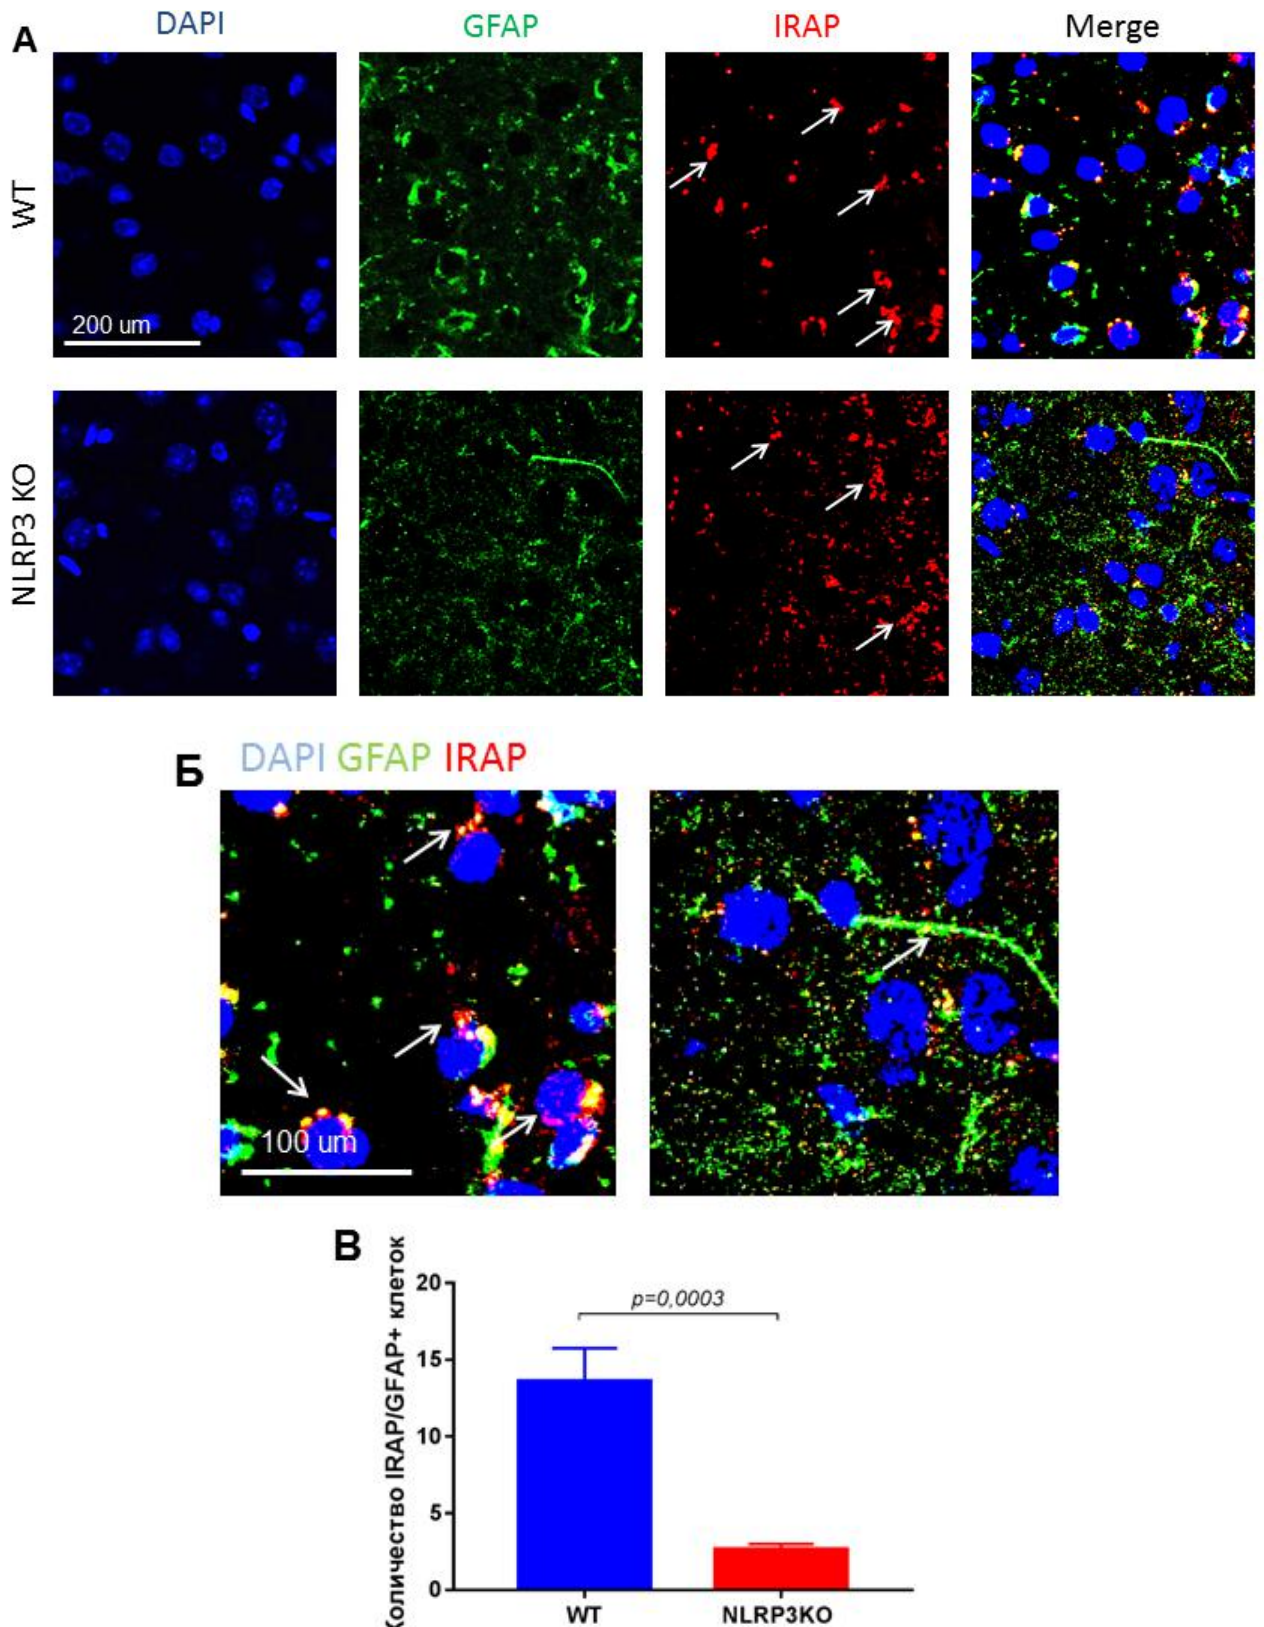 А
DAPI
GFAP
IRAP
Merge
WT
200 um
NLRP3 KO
Б
DAPI GFAP IRAP
100 um
В
Количество IRAP/GFAP+ клеток
20
p=0,0003
15
10
5
0
WT
NLRP3KO